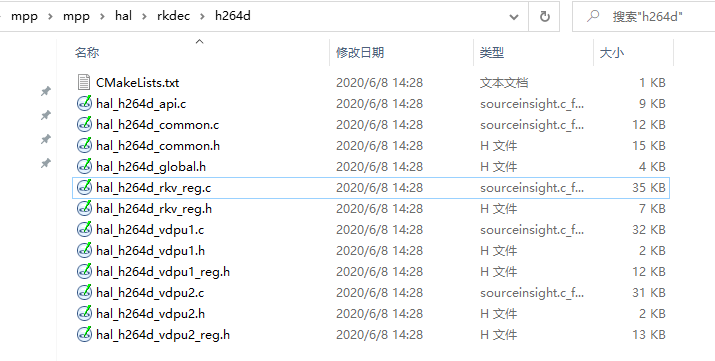 mpp > mpp > hal > rkdec > h264d 搜索"h264d"
名称 修改日期 类型 大小
CMakeLists.txt 2020/6/8 14:28 文本文档 1 KB
hal_h264d_api.c 2020/6/8 14:28 sourceinsight.c_f... 9 KB
hal_h264d_common.c 2020/6/8 14:28 sourceinsight.c_f... 12 KB
hal_h264d_common.h 2020/6/8 14:28 H 文件 15 KB
hal_h264d_global.h 2020/6/8 14:28 H 文件 4 KB
hal_h264d_rkv_reg.c 2020/6/8 14:28 sourceinsight.c_f... 35 KB
hal_h264d_rkv_reg.h 2020/6/8 14:28 H 文件 7 KB
hal_h264d_vdpu1.c 2020/6/8 14:28 sourceinsight.c_f... 32 KB
hal_h264d_vdpu1.h 2020/6/8 14:28 H 文件 2 KB
hal_h264d_vdpu1_reg.h 2020/6/8 14:28 H 文件 12 KB
hal_h264d_vdpu2.c 2020/6/8 14:28 sourceinsight.c_f... 31 KB
hal_h264d_vdpu2.h 2020/6/8 14:28 H 文件 2 KB
hal_h264d_vdpu2_reg.h 2020/6/8 14:28 H 文件 13 KB